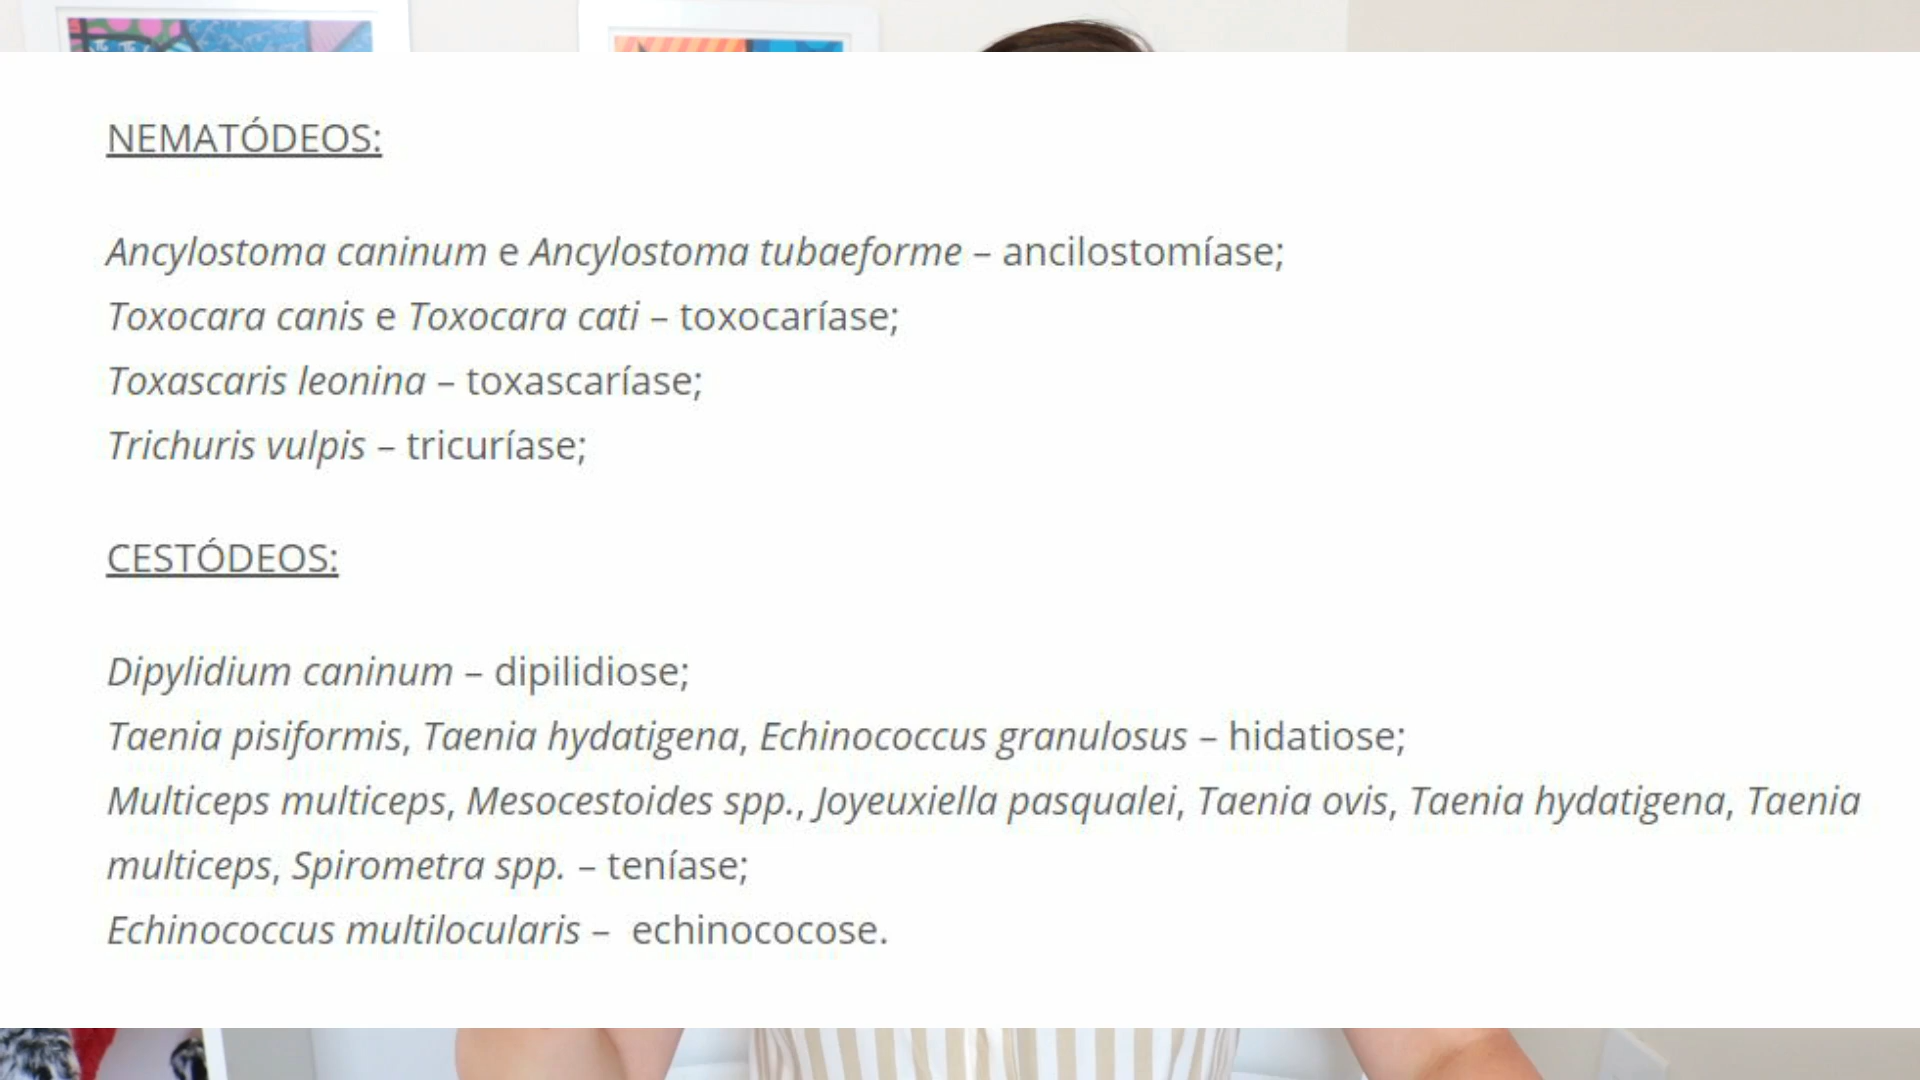 NEMATÓDEOS:
Ancylostoma caninum e Ancylostoma tubaeforme – ancilostomíase;
Toxocara canis e Toxocara cati – toxocaríase;
Toxascaris leonina – toxascaríase;
Trichuris vulpis – tricuríase;
CESTÓDEOS:
Dipylidium caninum – dipilidiose;
Taenia pisiformis, Taenia hydatigena, Echinococcus granulosus – hidatiose;
Multiceps multiceps, Mesocestoides spp., Joyeuxiella pasqualei, Taenia ovis, Taenia hydatigena, Taenia
multiceps, Spirometra spp. – teníase;
Echinococcus multilocularis – echinococose.